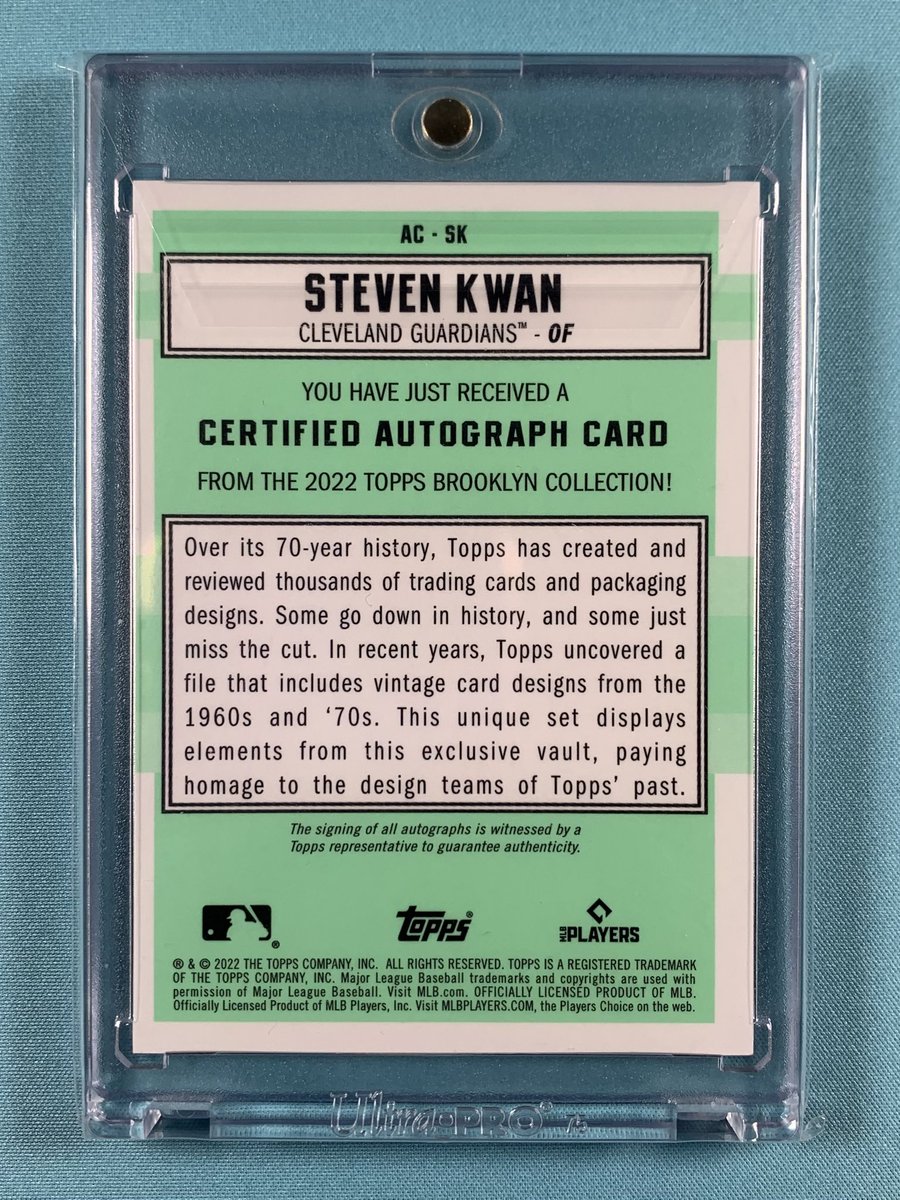 AC - SK
STEVEN KWAN
CLEVELAND GUARDIANS™ - OF
YOU HAVE JUST RECEIVED A
CERTIFIED AUTOGRAPH CARD
FROM THE 2022 TOPPS BROOKLYN COLLECTION!
Over its 70-year history, Topps has created and
reviewed thousands of trading cards and packaging
designs. Some go down in history, and some just
miss the cut. In recent years, Topps uncovered a
file that includes vintage card designs from the
1960s and ‘70s. This unique set displays
elements from this exclusive vault, paying
homage to the design teams of Topps’ past.
The signing of all autographs is witnessed by a
Topps representative to guarantee authenticity.
®
Topps®
MLB PLAYERS
® & © 2022 THE TOPPS COMPANY, INC. ALL RIGHTS RESERVED. TOPPS IS A REGISTERED TRADEMARK
OF THE TOPPS COMPANY, INC. Major League Baseball trademarks and copyrights are used with
permission of Major League Baseball. Visit MLB.com. OFFICIALLY LICENSED PRODUCT OF MLB.
Officially Licensed Product of MLB Players, Inc. Visit MLBPLAYERS.COM, the Players Choice on the web.
Ultra·PRO®